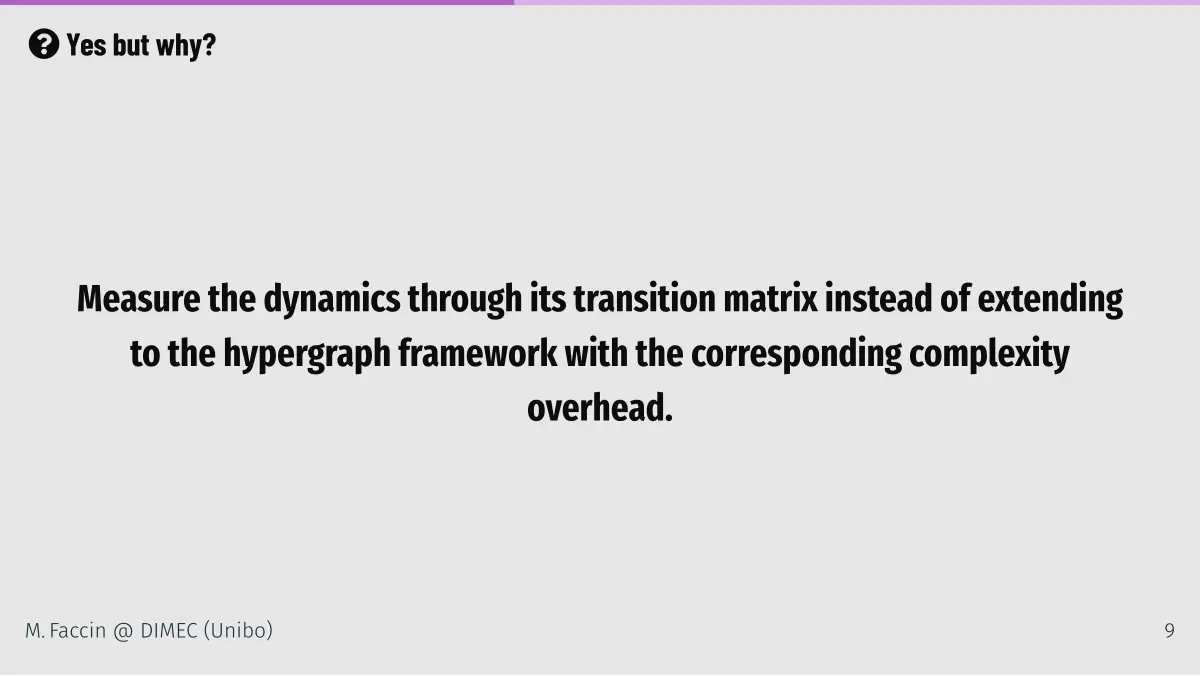 Yes but why?
Measure the dynamics through its transition matrix instead of extending
to the hypergraph framework with the corresponding complexity
overhead.
M. Faccin @ DIMEC (Unibo)
9